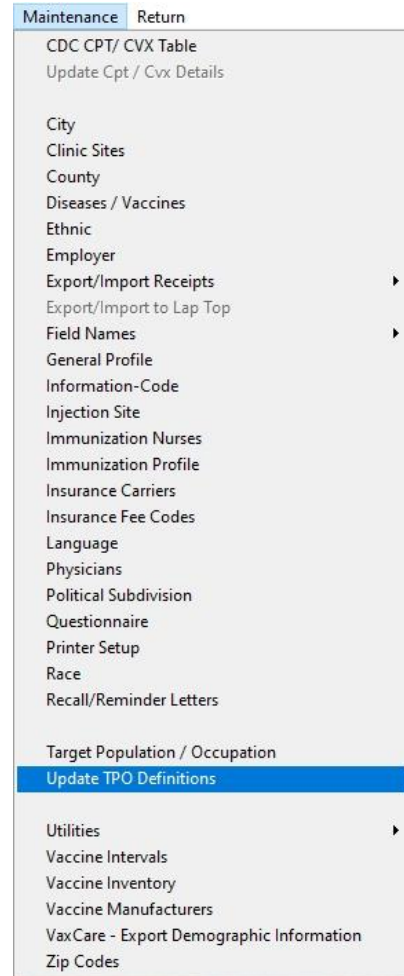 Maintenance Return
CDC CPT/ CVX Table
Update Cpt / Cvx Details
City
Clinic Sites
County
Diseases / Vaccines
Ethnic
Employer
Export/Import Receipts
Export/Import to Lap Top
Field Names
General Profile
Information-Code
Injection Site
Immunization Nurses
Immunization Profile
Insurance Carriers
Insurance Fee Codes
Language
Physicians
Political Subdivision
Questionnaire
Printer Setup
Race
Recall/Reminder Letters
Target Population / Occupation
Update TPO Definitions
Utilities
Vaccine Intervals
Vaccine Inventory
Vaccine Manufacturers
VaxCare - Export Demographic Information
Zip Codes